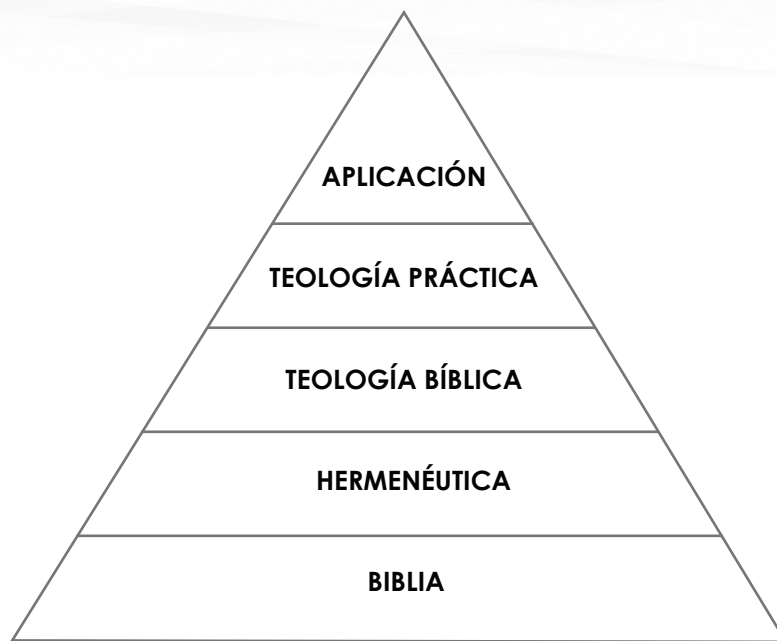 APLICACIÓN
TEOLOGÍA PRÁCTICA
TEOLOGÍA BÍBLICA
HERMENÉUTICA
BIBLIA